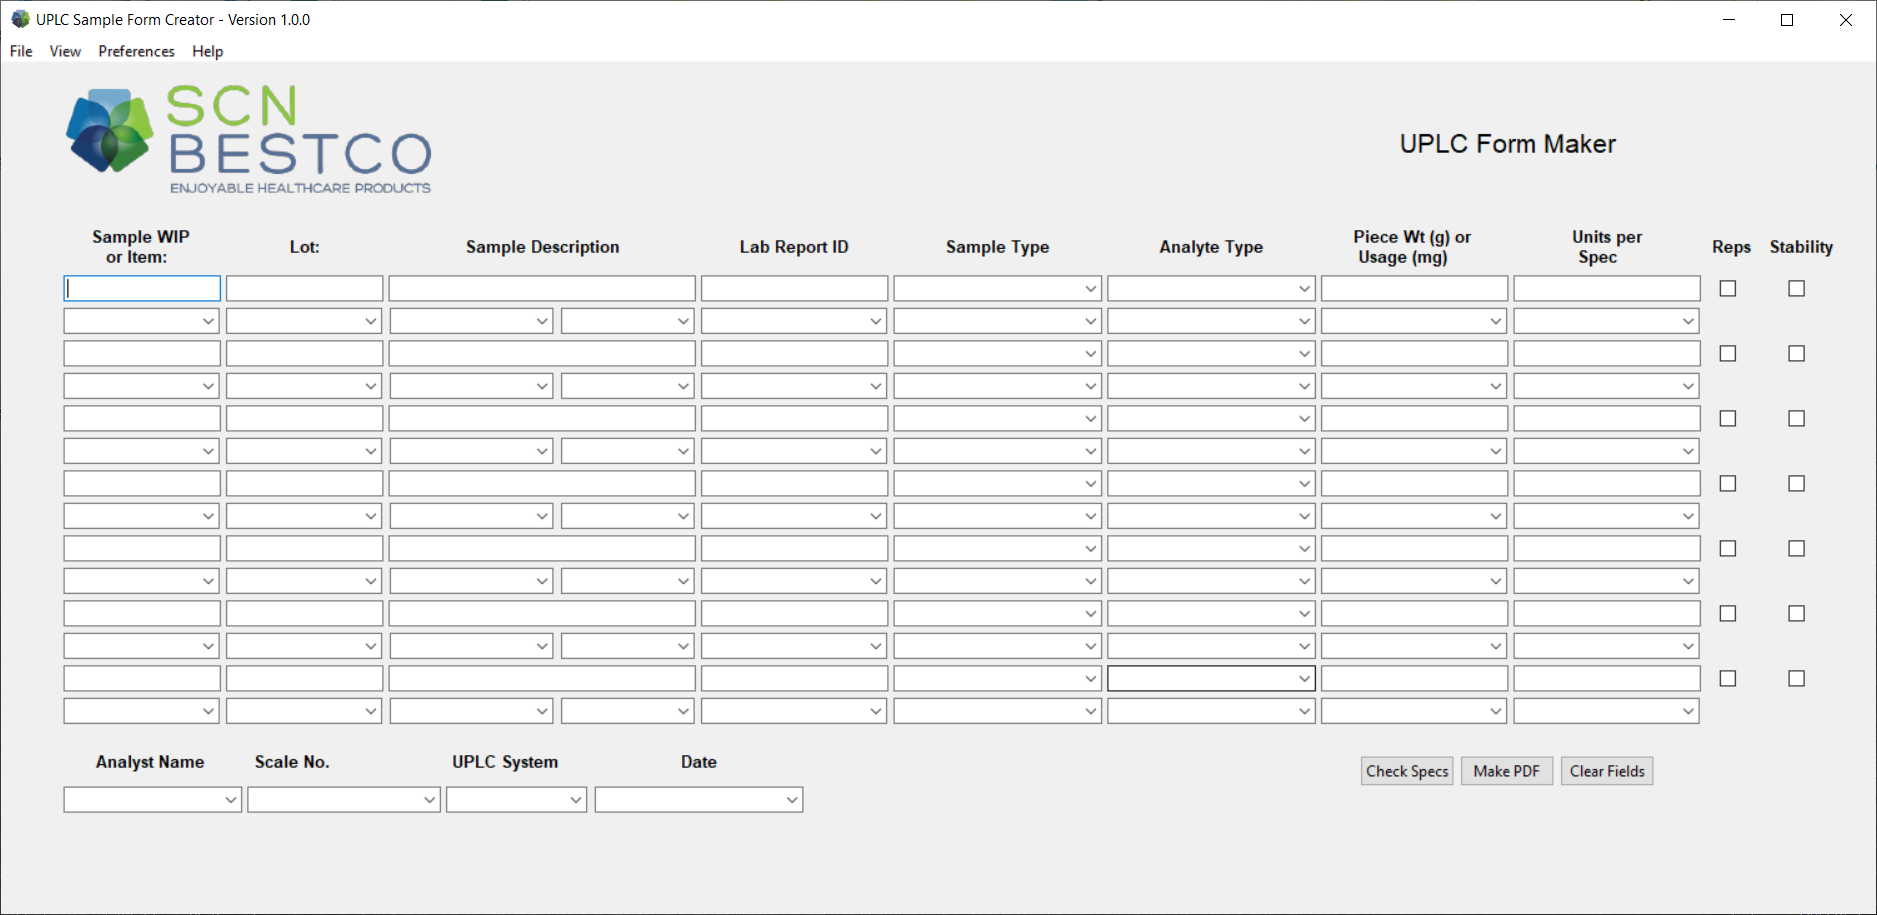 UPLC Sample Form Creator - Version 1.0.0
File View Preferences Help
SCN
BESTCO
ENJOYABLE HEALTHCARE PRODUCTS
UPLC Form Maker
Sample WIP
or Item:
Lot:
Sample Description
Lab Report ID
Sample Type
Analyte Type
Piece Wt (g) or
Usage (mg)
Units per
Spec
Reps
Stability
Analyst Name
Scale No.
UPLC System
Date
Check Specs
Make PDF
Clear Fields